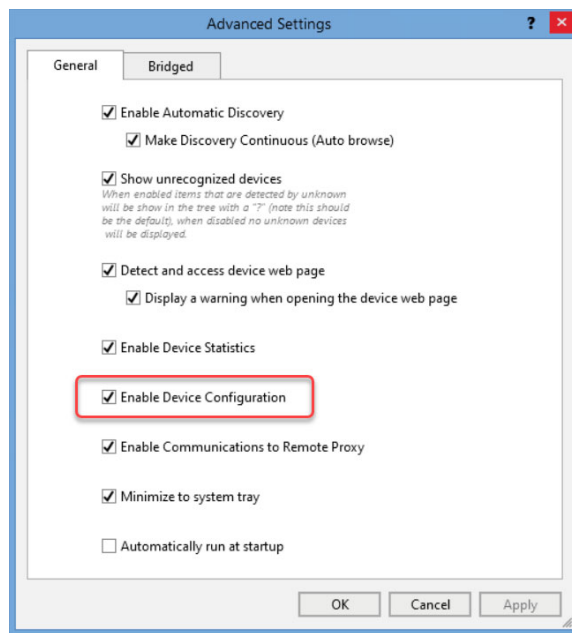 Advanced Settings
?
General
Bridged
Enable Automatic Discovery
Make Discovery Continuous (Auto browse)
Show unrecognized devices
When enabled items that are detected by unknown
will be show in the tree with a "?" (note this should
be the default), when disabled no unknown devices
will be displayed.
Detect and access device web page
Display a warning when opening the device web page
Enable Device Statistics
Enable Device Configuration
Enable Communications to Remote Proxy
Minimize to system tray
Automatically run at startup
OK
Cancel
Apply